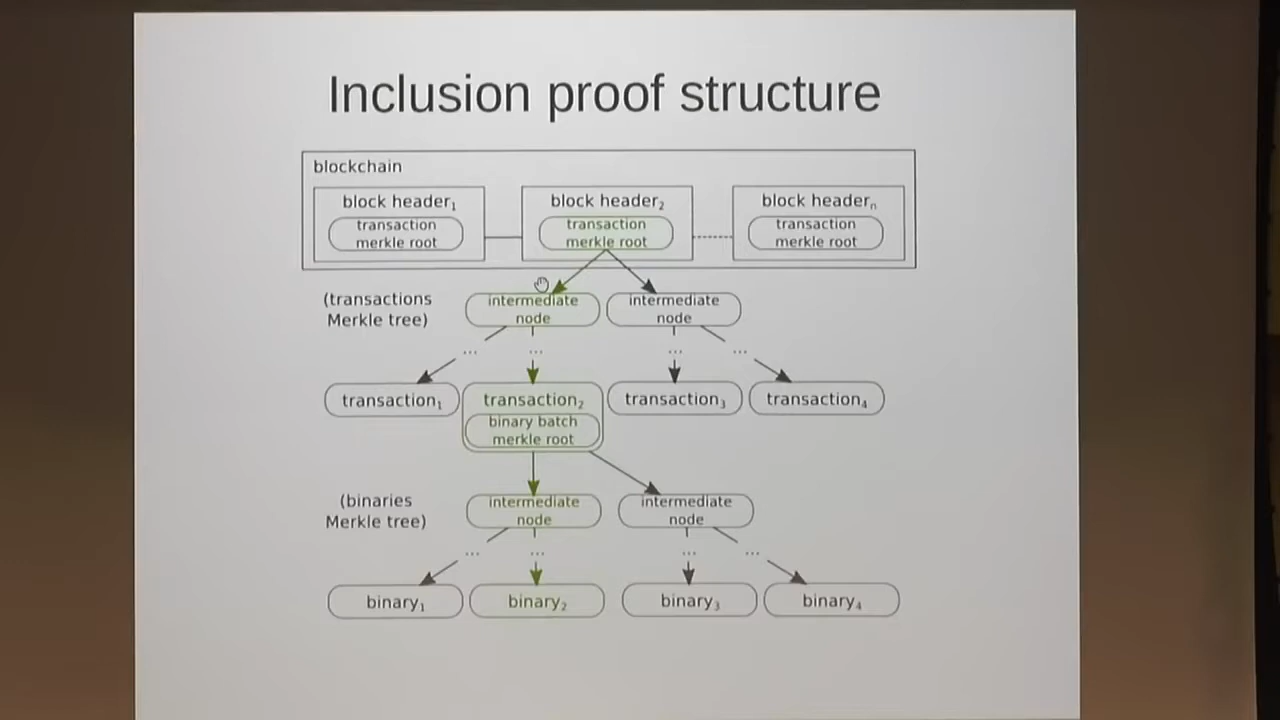 Inclusion proof structure
blockchain
block header₁
transaction
merkle root
block header₂
transaction
merkle root
block headerₙ
transaction
merkle root
(transactions
Merkle tree)
intermediate
node
intermediate
node
...
...
...
...
transaction₁
transaction₂
binary batch
merkle root
transaction₃
transaction₄
(binaries
Merkle tree)
intermediate
node
intermediate
node
...
...
...
...
binary₁
binary₂
binary₃
binary₄